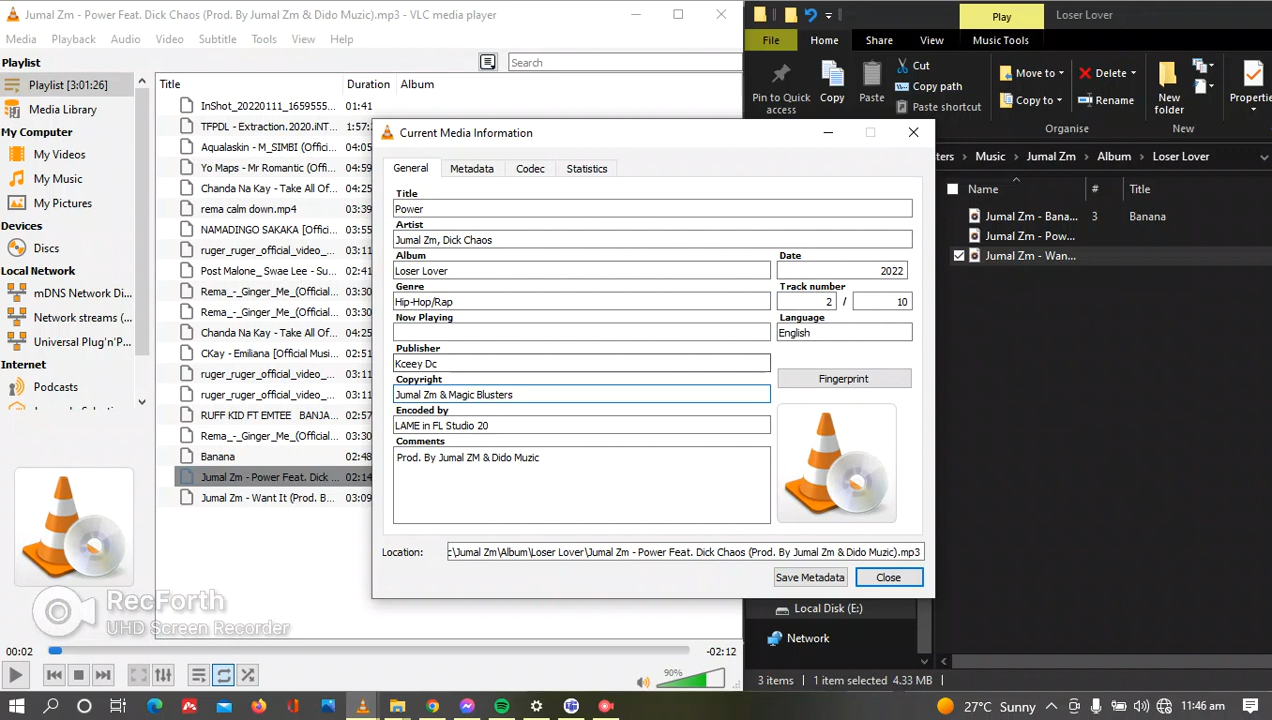 Jumal Zm - Power Feat. Dick Chaos (Prod. By Jumal Zm & Dido Muzic).mp3 - VLC media player
Media Playback Audio Video Subtitle Tools View Help
Playlist
Search
Playlist [3:01:26]
Media Library
My Computer
My Videos
My Music
My Pictures
Devices
Discs
Local Network
mDNS Network Di...
Network streams (...
Universal Plug'n'P...
Internet
Podcasts
Title Duration Album
InShot_20220111_1659555... 01:41
TFPDL - Extraction.2020.iNT... 1:57:
Aqualaskin - M_SIMBI (Offici... 04:05
Yo Maps - Mr Romantic (Offi... 04:59
Chanda Na Kay - Take All Of... 04:25
rema calm down.mp4 03:39
NAMADINGO SAKAKA [Official... 04:09
ruger_ruger_official_video_... 03:11
Post Malone_ Swae Lee - Su...
Rema_-_Ginger_Me_(Official...
Rema_-_Ginger_Me_(Official...
Chanda Na Kay - Take All Of... 04:25
CKay - Emiliana [Official Musi...
ruger_ruger_official_video_... 03:11
ruger_ruger_official_video_... 03:11
RUFF KID FT EMTEE BANJA... 02:57
Rema_-_Ginger_Me_(Official... 03:30
Banana 02:48
Jumal Zm - Power Feat. Dick ... 02:14
Jumal Zm - Want It (Prod. B... 03:09
Current Media Information
General Metadata Codec Statistics
Title
Power
Artist
Jumal Zm, Dick Chaos
Album Date
Loser Lover 2022
Genre Track number
Hip-Hop/Rap 2 / 10
Now Playing Language
English
Publisher
Kceey Dc
Fingerprint
Copyright
Jumal Zm & Magic Blusters
Encoded by
LAME in FL Studio 20
Comments
Prod. By Jumal ZM & Dido Muzic
Location: c\Jumal Zm\Album\Loser Lover\Jumal Zm - Power Feat. Dick Chaos (Prod. By Jumal Zm & Dido Muzic).mp3
Save Metadata Close
RecForth
UHD Screen Recorder
00:02 -02:12
90%
Play Loser Lover
File Home Share View Music Tools
Pin to Quick access
Copy
Paste
Cut
Copy path
Paste shortcut
Move to
Copy to
Delete
Rename
New folder
Properti
Organise New
ters Music Jumal Zm Album Loser Lover
Name # Title
Jumal Zm - Bana... 3 Banana
Jumal Zm - Pow...
Jumal Zm - Wan...
Local Disk (E:)
Network
3 items 1 item selected 4.33 MB
27°C Sunny 11:46 am